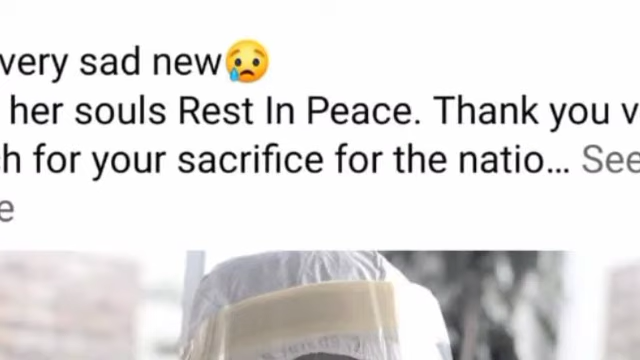 very sad new😢
her souls Rest In Peace. Thank you v
h for your sacrifice for the natio... See
e